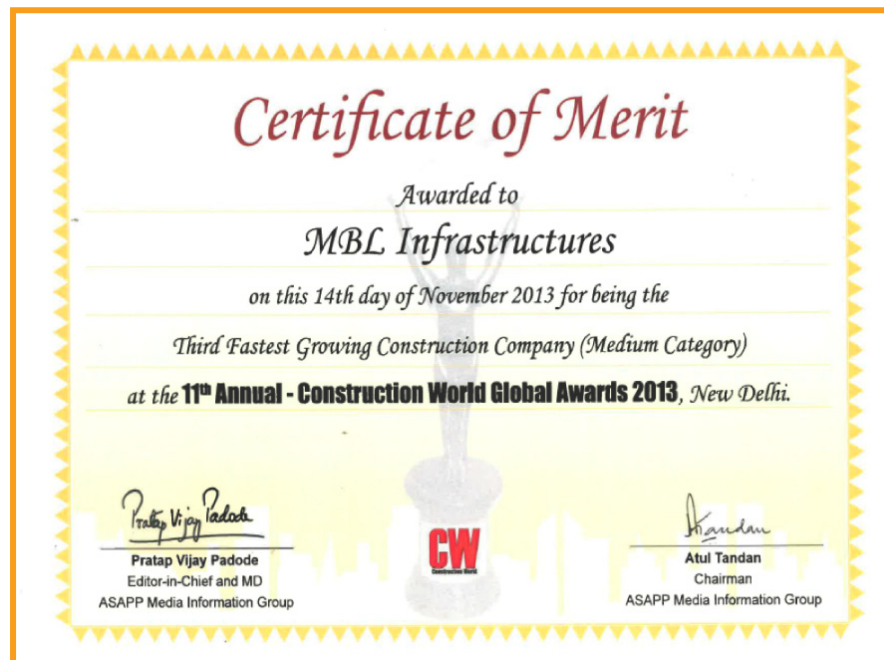 Certificate of Merit
Awarded to
MBL Infrastructures
on this 14th day of November 2013 for being the
Third Fastest Growing Construction Company (Medium Category)
at the 11th Annual - Construction World Global Awards 2013, New Delhi.
Pratap Vijay Padode
Pratap Vijay Padode
Editor-in-Chief and MD
ASAPP Media Information Group
CW
Construction World
Atandan
Atul Tandan
Chairman
ASAPP Media Information Group